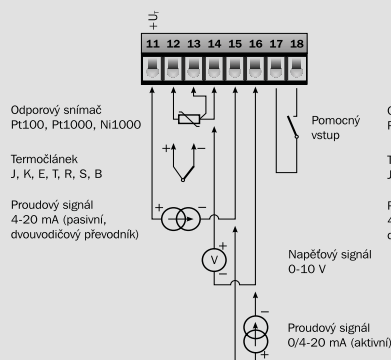 +Uт
11 12 13 14 15 16 17 18
Odporový snímač
Pt100, Pt1000, Ni1000
Pomocný
vstup
Termočlánek
J, K, E, T, R, S, B
+ −
Proudový signál
4-20 mA (pasivní,
dvouvodičový převodník)
+ −
V
+
−
Napěťový signál
0-10 V
Proudový signál
0/4-20 mA (aktivní)
−
+